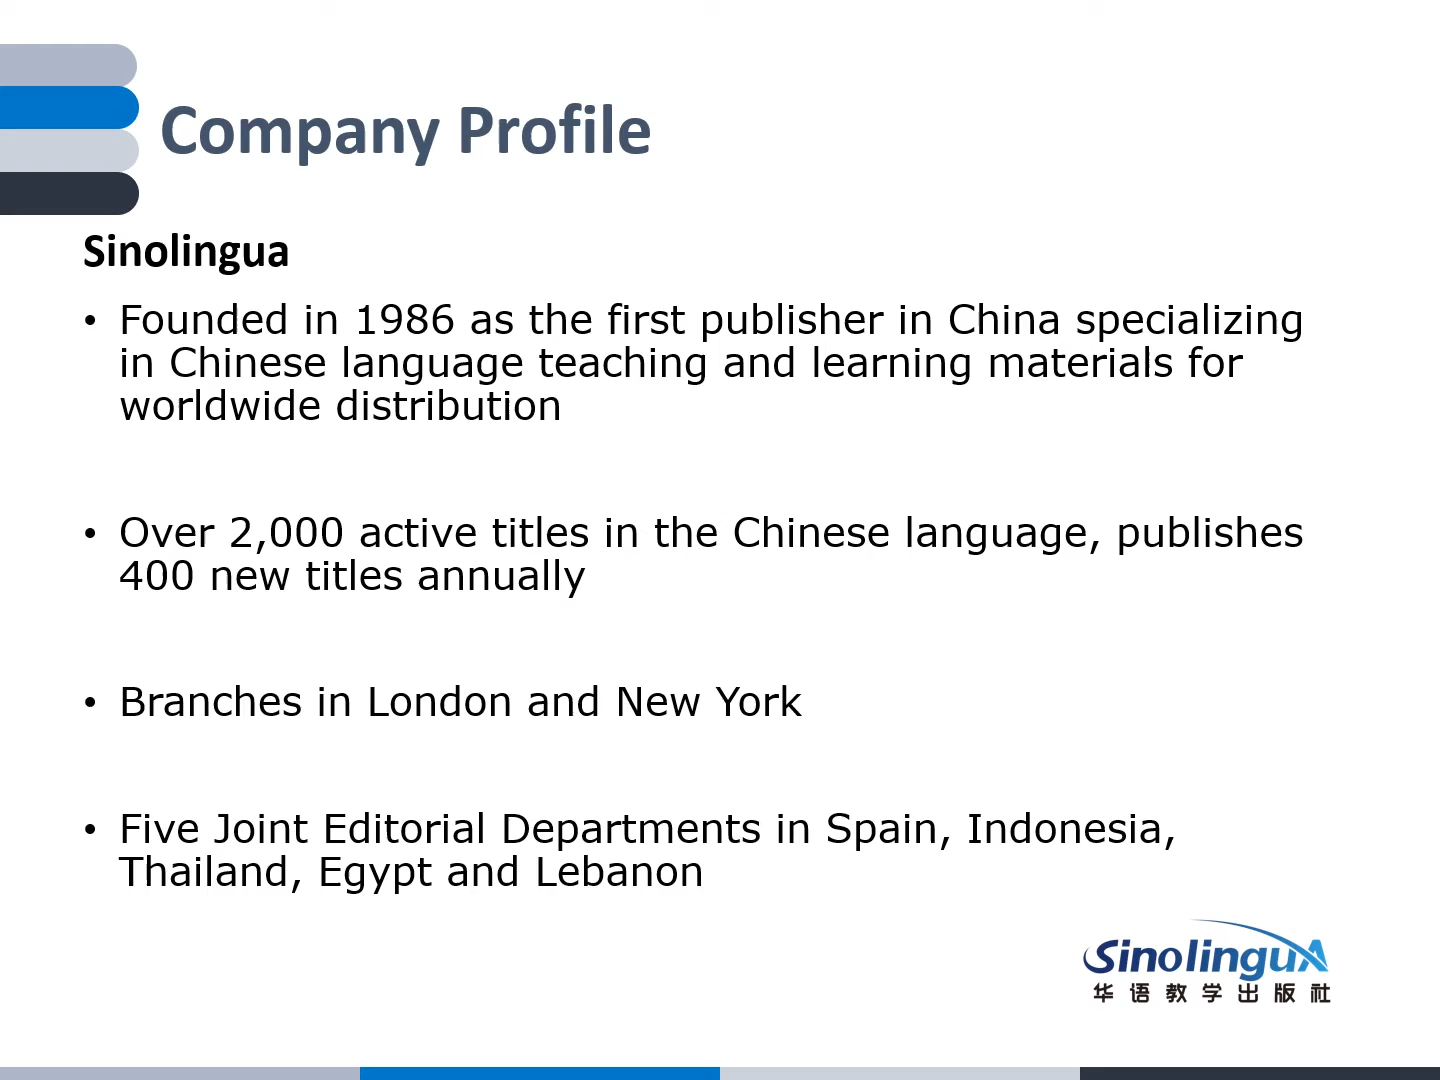 Company Profile
Sinolingua
• Founded in 1986 as the first publisher in China specializing
in Chinese language teaching and learning materials for
worldwide distribution
• Over 2,000 active titles in the Chinese language, publishes
400 new titles annually
• Branches in London and New York
• Five Joint Editorial Departments in Spain, Indonesia,
Thailand, Egypt and Lebanon
SinolinguA
华语教学出版社